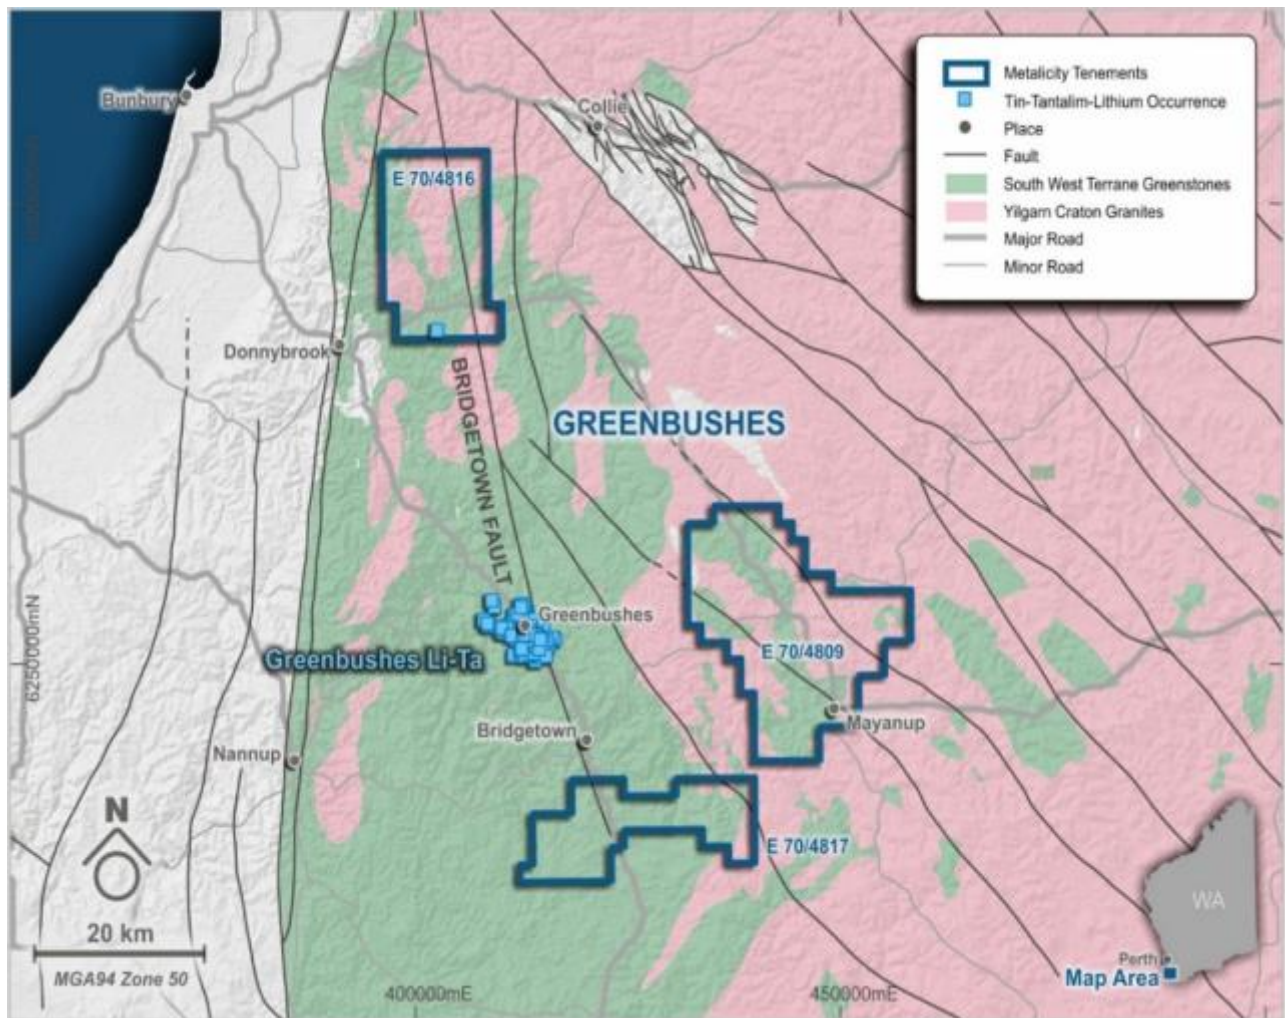 Metalicity Tenements
Tin-Tantalim-Lithium Occurrence
Place
Fault
South West Terrane Greenstones
Yilgarn Craton Granites
Major Road
Minor Road
Bunbury
Collie
E 70/4816
Donnybrook
BRIDGETOWN FAULT
GREENBUSHES
Greenbushes
Greenbushes Li-Ta
6250000mN
E 70/4809
Mayanup
Bridgetown
Nannup
E 70/4817
N
20 km
MGA94 Zone 50
400000mE
450000mE
WA
Perth
Map Area